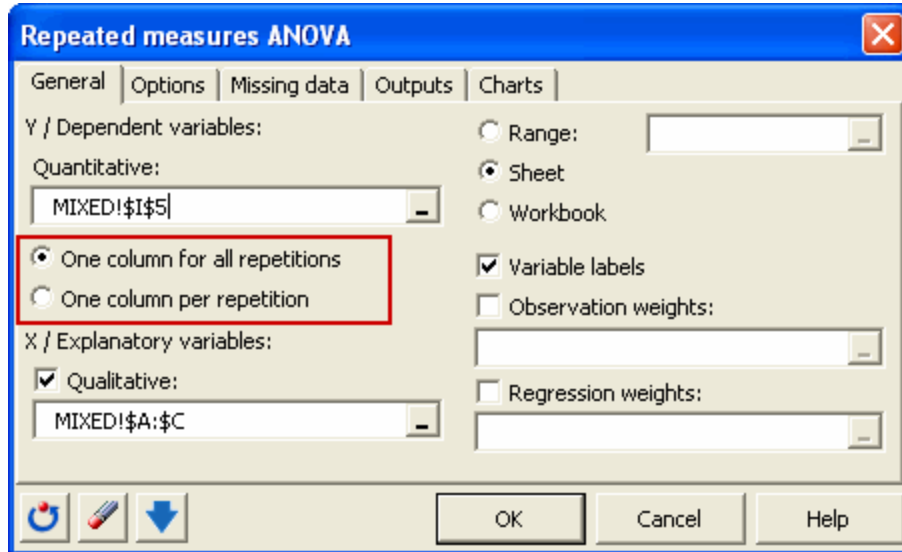 Repeated measures ANOVA
General Options Missing data Outputs Charts
Y / Dependent variables:
Quantitative:
MIXED!$I$5
One column for all repetitions
One column per repetition
X / Explanatory variables:
Qualitative:
MIXED!$A:$C
Range:
Sheet
Workbook
Variable labels
Observation weights:
Regression weights:
OK Cancel Help